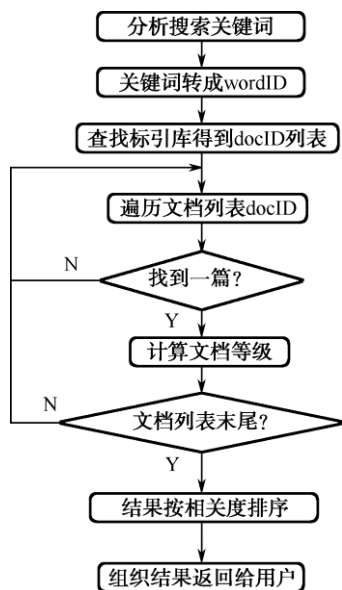 分析搜索关键词
关键词转成wordID
查找标引库得到docID列表
遍历文档列表docID
N
找到一篇?
Y
计算文档等级
N
文档列表末尾?
Y
结果按相关度排序
组织结果返回给用户